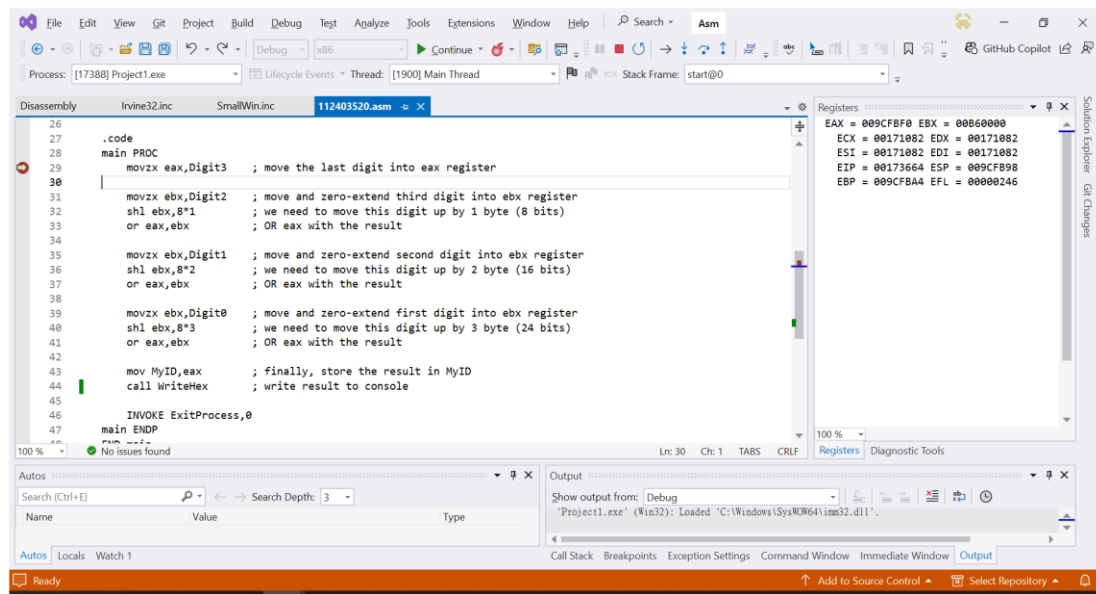 File Edit View Git Project Build Debug Test Analyze Tools Extensions Window Help Search Asm
Debug x86 Continue GitHub Copilot
Process: [17388] Project1.exe Lifecycle Events Thread: [1900] Main Thread Stack Frame: start@0
Disassembly Irvine32.inc SmallWin.inc 112403520.asm
26
27 .code
28 main PROC
29 movzx eax,Digit3 ; move the last digit into eax register
30
31 movzx ebx,Digit2 ; move and zero-extend third digit into ebx register
32 shl ebx,8*1 ; we need to move this digit up by 1 byte (8 bits)
33 or eax,ebx ; OR eax with the result
34
35 movzx ebx,Digit1 ; move and zero-extend second digit into ebx register
36 shl ebx,8*2 ; we need to move this digit up by 2 byte (16 bits)
37 or eax,ebx ; OR eax with the result
38
39 movzx ebx,Digit0 ; move and zero-extend first digit into ebx register
40 shl ebx,8*3 ; we need to move this digit up by 3 byte (24 bits)
41 or eax,ebx ; OR eax with the result
42
43 mov MyID,eax ; finally, store the result in MyID
44 call WriteHex ; write result to console
45
46 INVOKE ExitProcess,0
47 main ENDP
100 % No issues found Ln: 30 Ch: 1 TABS CRLF
Registers
EAX = 009CFBF0 EBX = 00B60000
ECX = 00171082 EDX = 00171082
ESI = 00171082 EDI = 00171082
EIP = 00173664 ESP = 009CFB98
EBP = 009CFBA4 EFL = 00000246
100 %
Registers Diagnostic Tools
Solution Explorer
Git Changes
Autos
Search (Ctrl+E) Search Depth: 3
Name Value Type
Autos Locals Watch 1
Output
Show output from: Debug
'Project1.exe' (Win32): Loaded 'C:\Windows\SysWOW64\imm32.dll'.
Call Stack Breakpoints Exception Settings Command Window Immediate Window Output
Ready Add to Source Control Select Repository